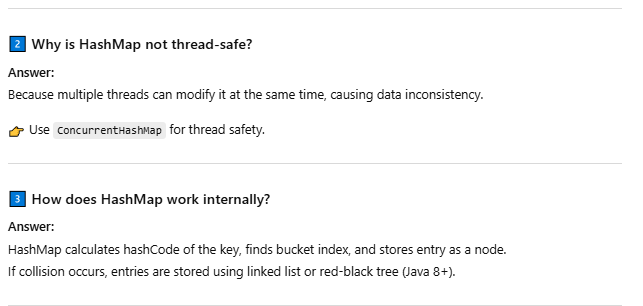 2 Why is HashMap not thread-safe?
Answer:
Because multiple threads can modify it at the same time, causing data inconsistency.
👉 Use ConcurrentHashMap for thread safety.
3 How does HashMap work internally?
Answer:
HashMap calculates hashCode of the key, finds bucket index, and stores entry as a node.
If collision occurs, entries are stored using linked list or red-black tree (Java 8+).